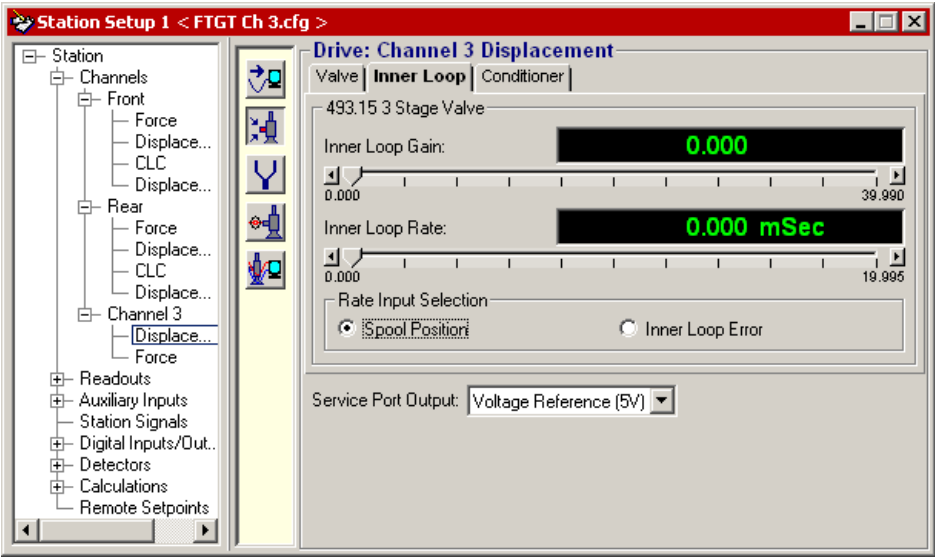 Station Setup 1 < FTGT Ch 3.cfg >
Station
Channels
Front
Force
Displace...
CLC
Displace...
Rear
Force
Displace...
CLC
Displace...
Channel 3
Displace...
Force
Readouts
Auxiliary Inputs
Station Signals
Digital Inputs/Out..
Detectors
Calculations
Remote Setpoints
Drive: Channel 3 Displacement
Valve Inner Loop Conditioner
493.15 3 Stage Valve
Inner Loop Gain: 0.000
0.000 39.990
Inner Loop Rate: 0.000 mSec
0.000 19.995
Rate Input Selection
Spool Position Inner Loop Error
Service Port Output: Voltage Reference (5V)